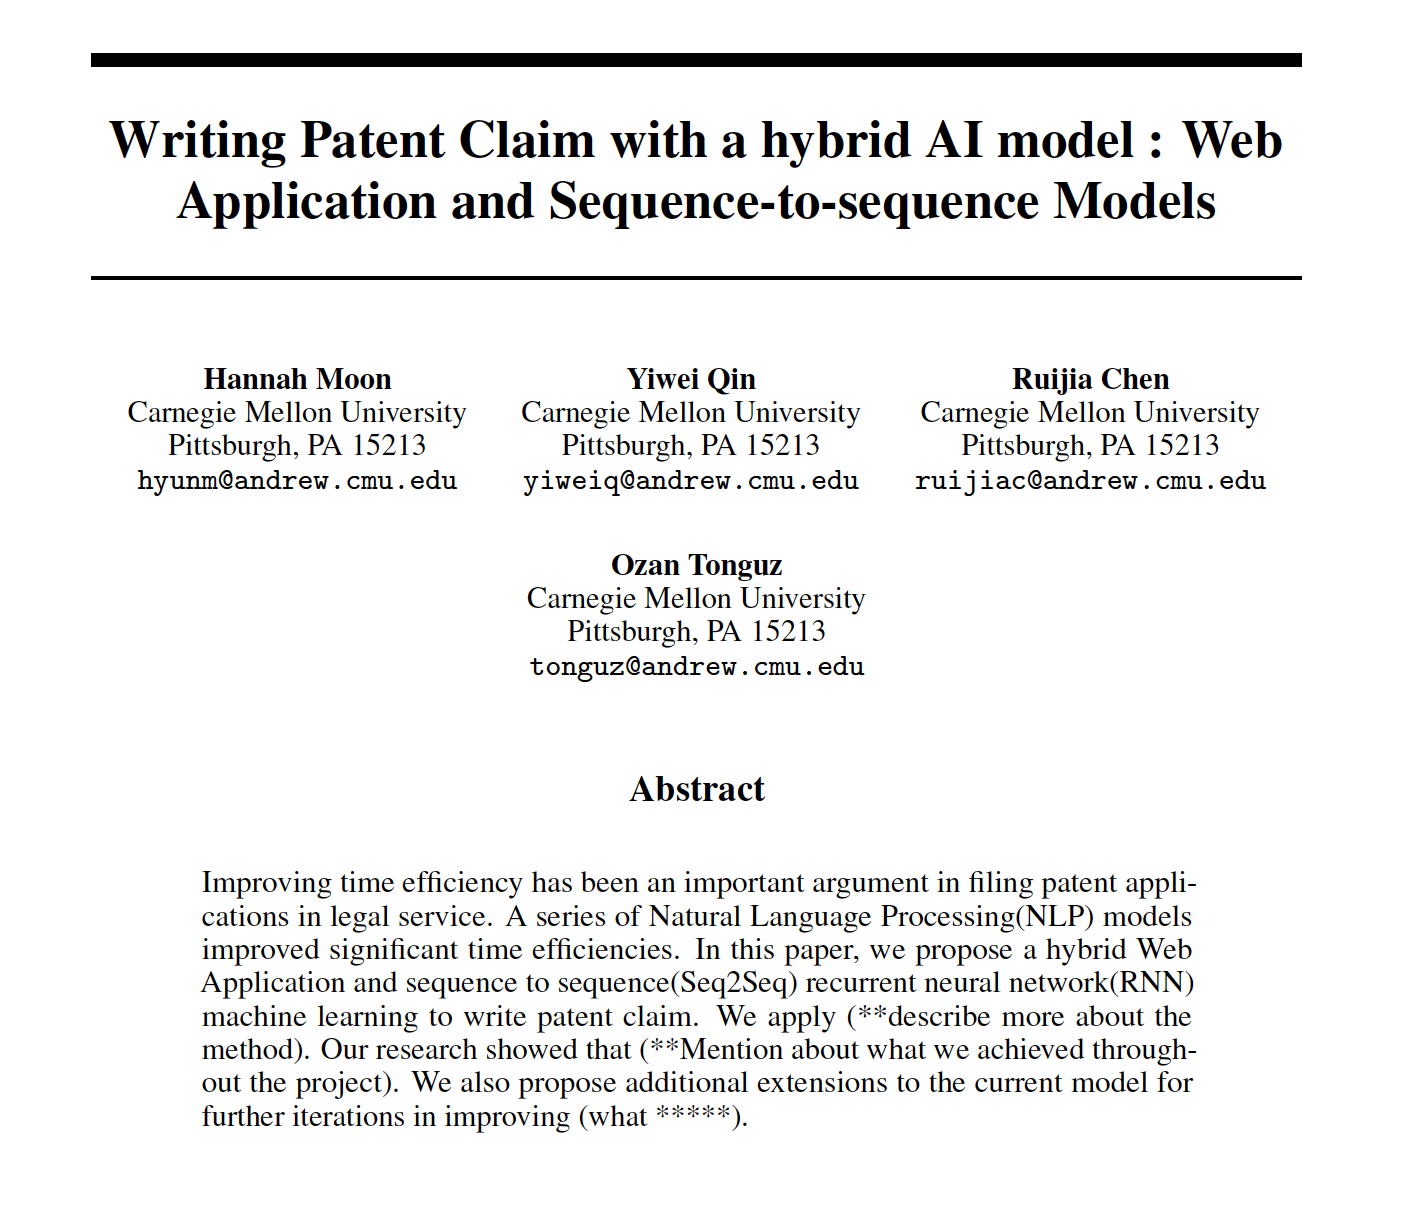 Writing Patent Claim with a hybrid AI model : Web
Application and Sequence-to-sequence Models
Hannah Moon
Carnegie Mellon University
Pittsburgh, PA 15213
hyunm@andrew.cmu.edu
Yiwei Qin
Carnegie Mellon University
Pittsburgh, PA 15213
yiweiq@andrew.cmu.edu
Ruijia Chen
Carnegie Mellon University
Pittsburgh, PA 15213
ruijiac@andrew.cmu.edu
Ozan Tonguz
Carnegie Mellon University
Pittsburgh, PA 15213
tonguz@andrew.cmu.edu
Abstract
Improving time efficiency has been an important argument in filing patent appli-
cations in legal service. A series of Natural Language Processing(NLP) models
improved significant time efficiencies. In this paper, we propose a hybrid Web
Application and sequence to sequence(Seq2Seq) recurrent neural network(RNN)
machine learning to write patent claim. We apply (**describe more about the
method). Our research showed that (**Mention about what we achieved through-
out the project). We also propose additional extensions to the current model for
further iterations in improving (what *****).